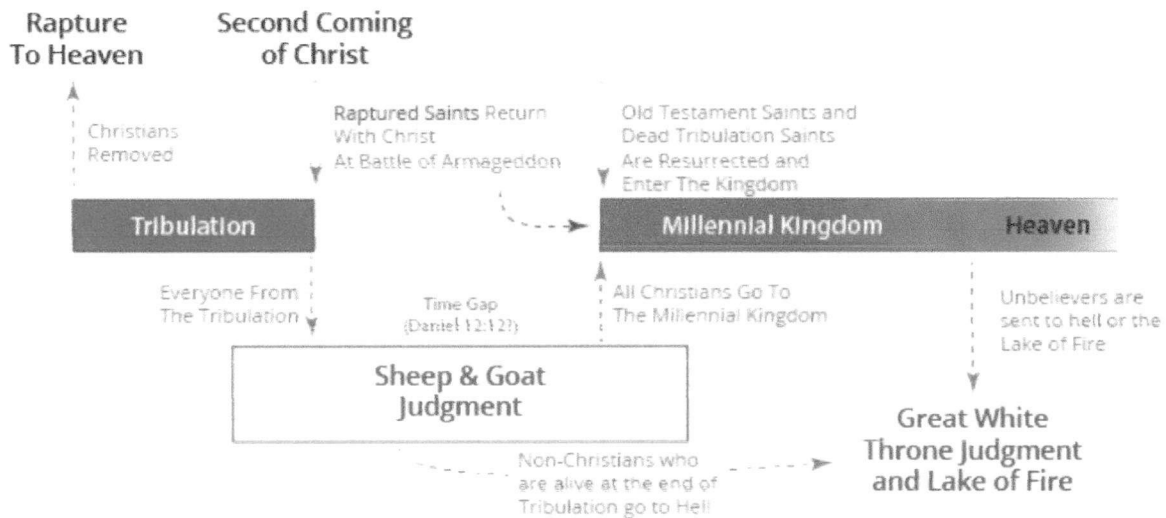 Rapture
To Heaven
Second Coming
of Christ
Christians
Removed
Raptured Saints Return
With Christ
At Battle of Armageddon
Old Testament Saints and
Dead Tribulation Saints
Are Resurrected and
Enter The Kingdom
Tribulation
Millennial Kingdom
Heaven
Everyone From
The Tribulation
Time Gap
(Daniel 12:12?)
All Christians Go To
The Millennial Kingdom
Unbelievers are
sent to hell or the
Lake of Fire
Sheep & Goat
Judgment
Great White
Throne Judgment
and Lake of Fire
Non-Christians who
are alive at the end of
Tribulation go to Hell